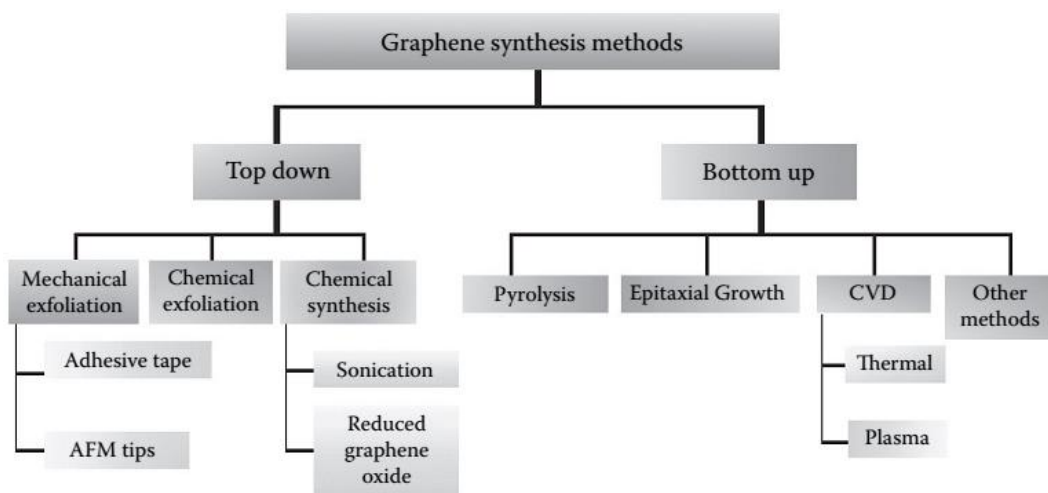 Graphene synthesis methods
Top down
Bottom up
Mechanical
exfoliation
Chemical
exfoliation
Chemical
synthesis
Pyrolysis
Epitaxial Growth
CVD
Other
methods
Adhesive tape
AFM tips
Sonication
Reduced
graphene
oxide
Thermal
Plasma